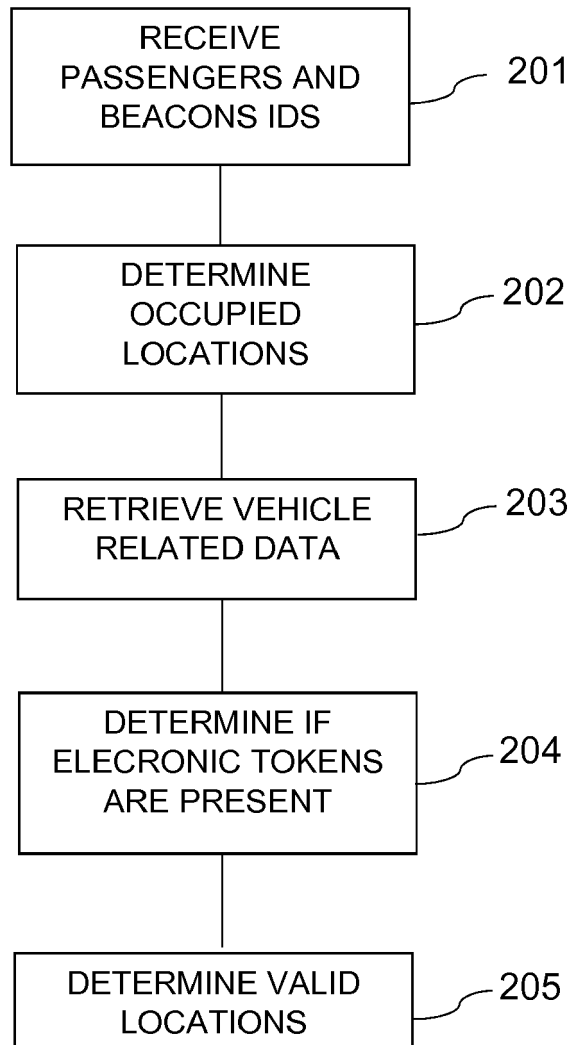 RECEIVE
PASSENGERS AND
BEACONS IDS
201
DETERMINE
OCCUPIED
LOCATIONS
202
RETRIEVE VEHICLE
RELATED DATA
203
DETERMINE IF
ELECRONIC TOKENS
ARE PRESENT
204
DETERMINE VALID
LOCATIONS
205